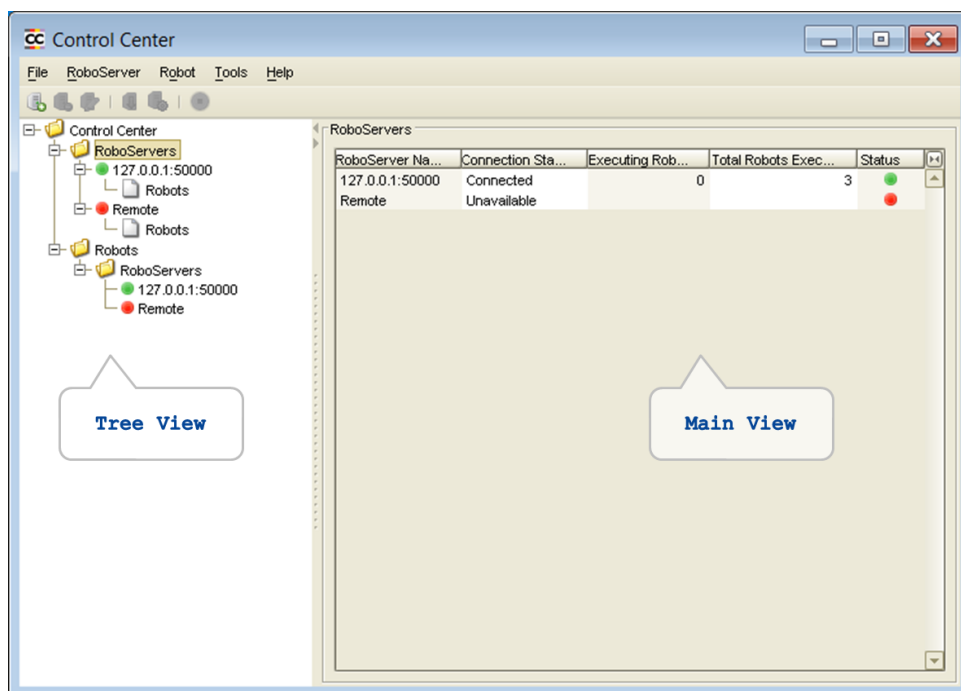 CC Control Center
File RoboServer Robot Tools Help
Control Center
RoboServers
127.0.0.1:50000
Robots
Remote
Robots
Robots
RoboServers
127.0.0.1:50000
Remote
Tree View
RoboServers
RoboServer Na... Connection Sta... Executing Rob... Total Robots Exec... Status
127.0.0.1:50000 Connected 0 3
Remote Unavailable
Main View